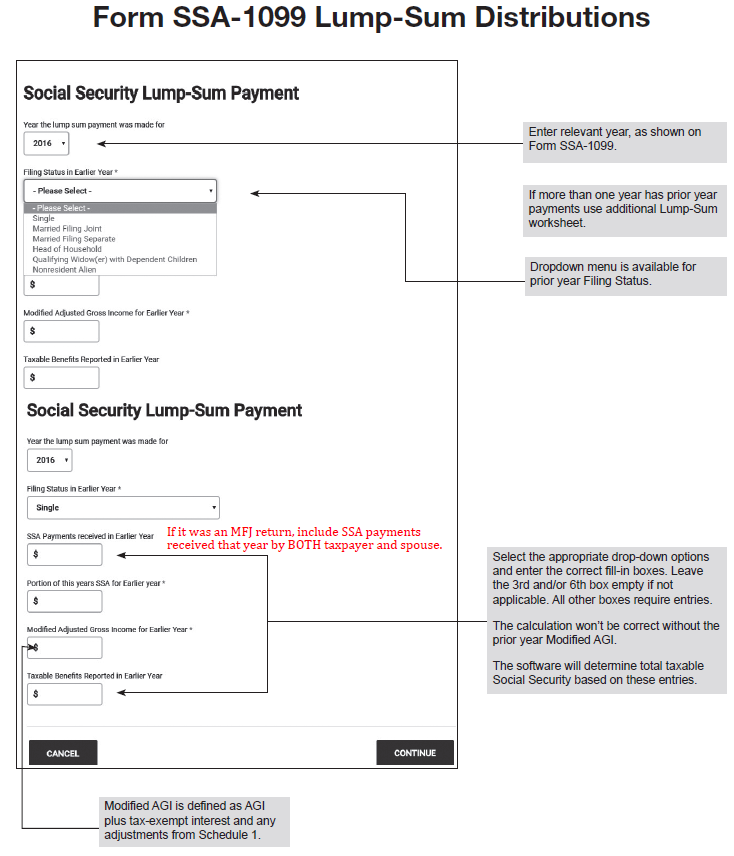 Form SSA-1099 Lump-Sum Distributions
Social Security Lump-Sum Payment
Year the lump sum payment was made for
2016
Filing Status in Earlier Year *
- Please Select -
- Please Select -
Single
Married Filing Joint
Married Filing Separate
Head of Household
Qualifying Widow(er) with Dependent Children
Nonresident Alien
$
Modified Adjusted Gross Income for Earlier Year *
$
Taxable Benefits Reported in Earlier Year
$
Enter relevant year, as shown on
Form SSA-1099.
If more than one year has prior year
payments use additional Lump-Sum
worksheet.
Dropdown menu is available for
prior year Filing Status.
Social Security Lump-Sum Payment
Year the lump sum payment was made for
2016
Filing Status in Earlier Year *
Single
SSA Payments received in Earlier Year
If it was an MFJ return, include SSA payments
received that year by BOTH taxpayer and spouse.
$
Portion of this years SSA for Earlier year *
$
Modified Adjusted Gross Income for Earlier Year *
$
Taxable Benefits Reported in Earlier Year
$
CANCEL
CONTINUE
Select the appropriate drop-down options
and enter the correct fill-in boxes. Leave
the 3rd and/or 6th box empty if not
applicable. All other boxes require entries.
The calculation won't be correct without the
prior year Modified AGI.
The software will determine total taxable
Social Security based on these entries.
Modified AGI is defined as AGI
plus tax-exempt interest and any
adjustments from Schedule 1.